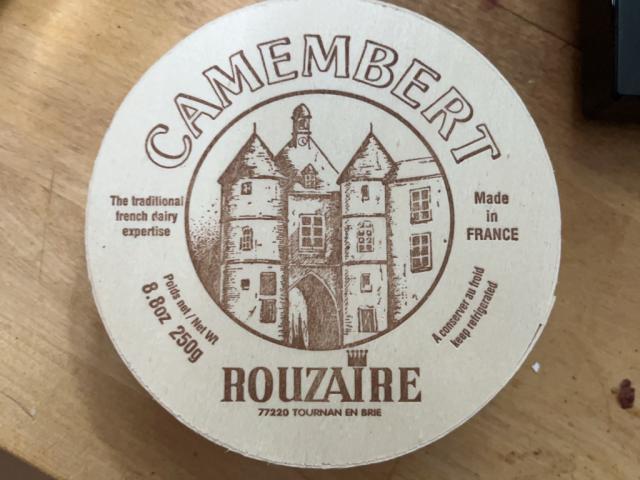 CAMEMBERT
The traditional
french dairy
expertise
Made
in
FRANCE
Poids net / Net Wt
8.8oz 250g
A conserver au froid
keep refrigerated
ROUZAIRE
77220 TOURNAN EN BRIE